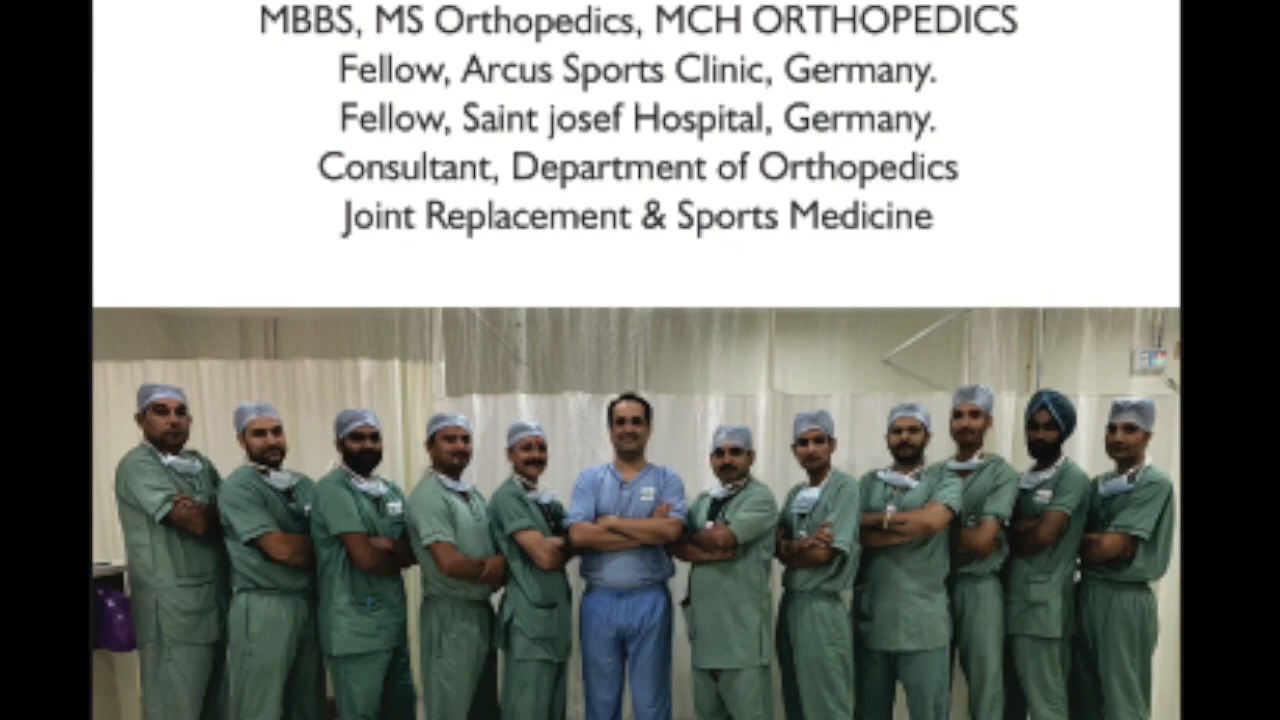 MBBS, MS Orthopedics, MCH ORTHOPEDICS
Fellow, Arcus Sports Clinic, Germany.
Fellow, Saint josef Hospital, Germany.
Consultant, Department of Orthopedics
Joint Replacement & Sports Medicine